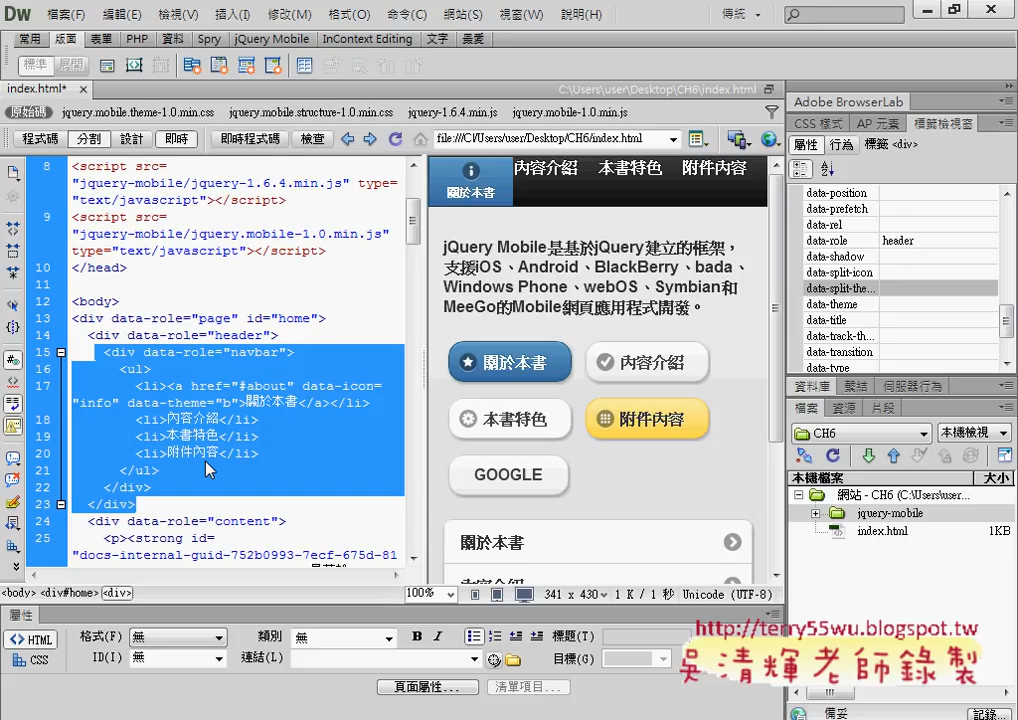 Dw 檔案(F) 編輯(E) 檢視(V) 插入(I) 修改(M) 格式(O) 命令(C) 網站(S) 視窗(W) 說明(H) 傳統
常用 版面 表單 PHP 資料 Spry jQuery Mobile InContext Editing 文字 最愛
標準 展開
index.html* C:\Users\user\Desktop\CH6\index.html
原始碼 jquery.mobile.theme-1.0.min.css jquery.mobile.structure-1.0.min.css jquery-1.6.4.min.js jquery.mobile-1.0.min.js
程式碼 分割 設計 即時 即時程式碼 檢查 file:///C|/Users/user/Desktop/CH6/index.html
8 <script src=
"jquery-mobile/jquery-1.6.4.min.js" type=
"text/javascript"></script>
9 <script src=
"jquery-mobile/jquery.mobile-1.0.min.js"
type="text/javascript"></script>
10 </head>
11
12 <body>
13 <div data-role="page" id="home">
14 <div data-role="header">
15 <div data-role="navbar">
16 <ul>
17 <li><a href="#about" data-icon=
"info" data-theme="b">關於本書</a></li>
18 <li>內容介紹</li>
19 <li>本書特色</li>
20 <li>附件內容</li>
21 </ul>
22 </div>
23 </div>
24 <div data-role="content">
25 <p><strong id=
"docs-internal-guid-752b0993-7ecf-675d-81
關於本書 內容介紹 本書特色 附件內容
jQuery Mobile是基於jQuery建立的框架，
支援iOS、Android、BlackBerry、bada、
Windows Phone、webOS、Symbian和
MeeGo的Mobile網頁應用程式開發。
關於本書 內容介紹
本書特色 附件內容
GOOGLE
關於本書
內容介紹
<body> <div#home> <div> 100% 341 x 430 1 K / 1 秒 Unicode (UTF-8)
屬性
<> HTML 格式(F) 無 類別 無 B I 標題(T)
CSS ID(I) 無 連結(L) 目標(G)
頁面屬性... 清單項目...
Adobe BrowserLab
CSS 樣式 AP 元素 標籤檢視窗
屬性 行為 標籤 <div>
data-position
data-prefetch
data-rel
data-role header
data-shadow
data-split-icon
data-split-the...
data-theme
data-title
data-track-th...
data-transition
data-type
資料庫 繫結 伺服器行為
檔案 資源 片段
CH6 本機檢視
本機檔案 大小
網站 - CH6 (C:\Users\user...
jquery-mobile
index.html 1KB
備妥 記錄...
http://terry55wu.blogspot.tw
吳清輝老師錄製